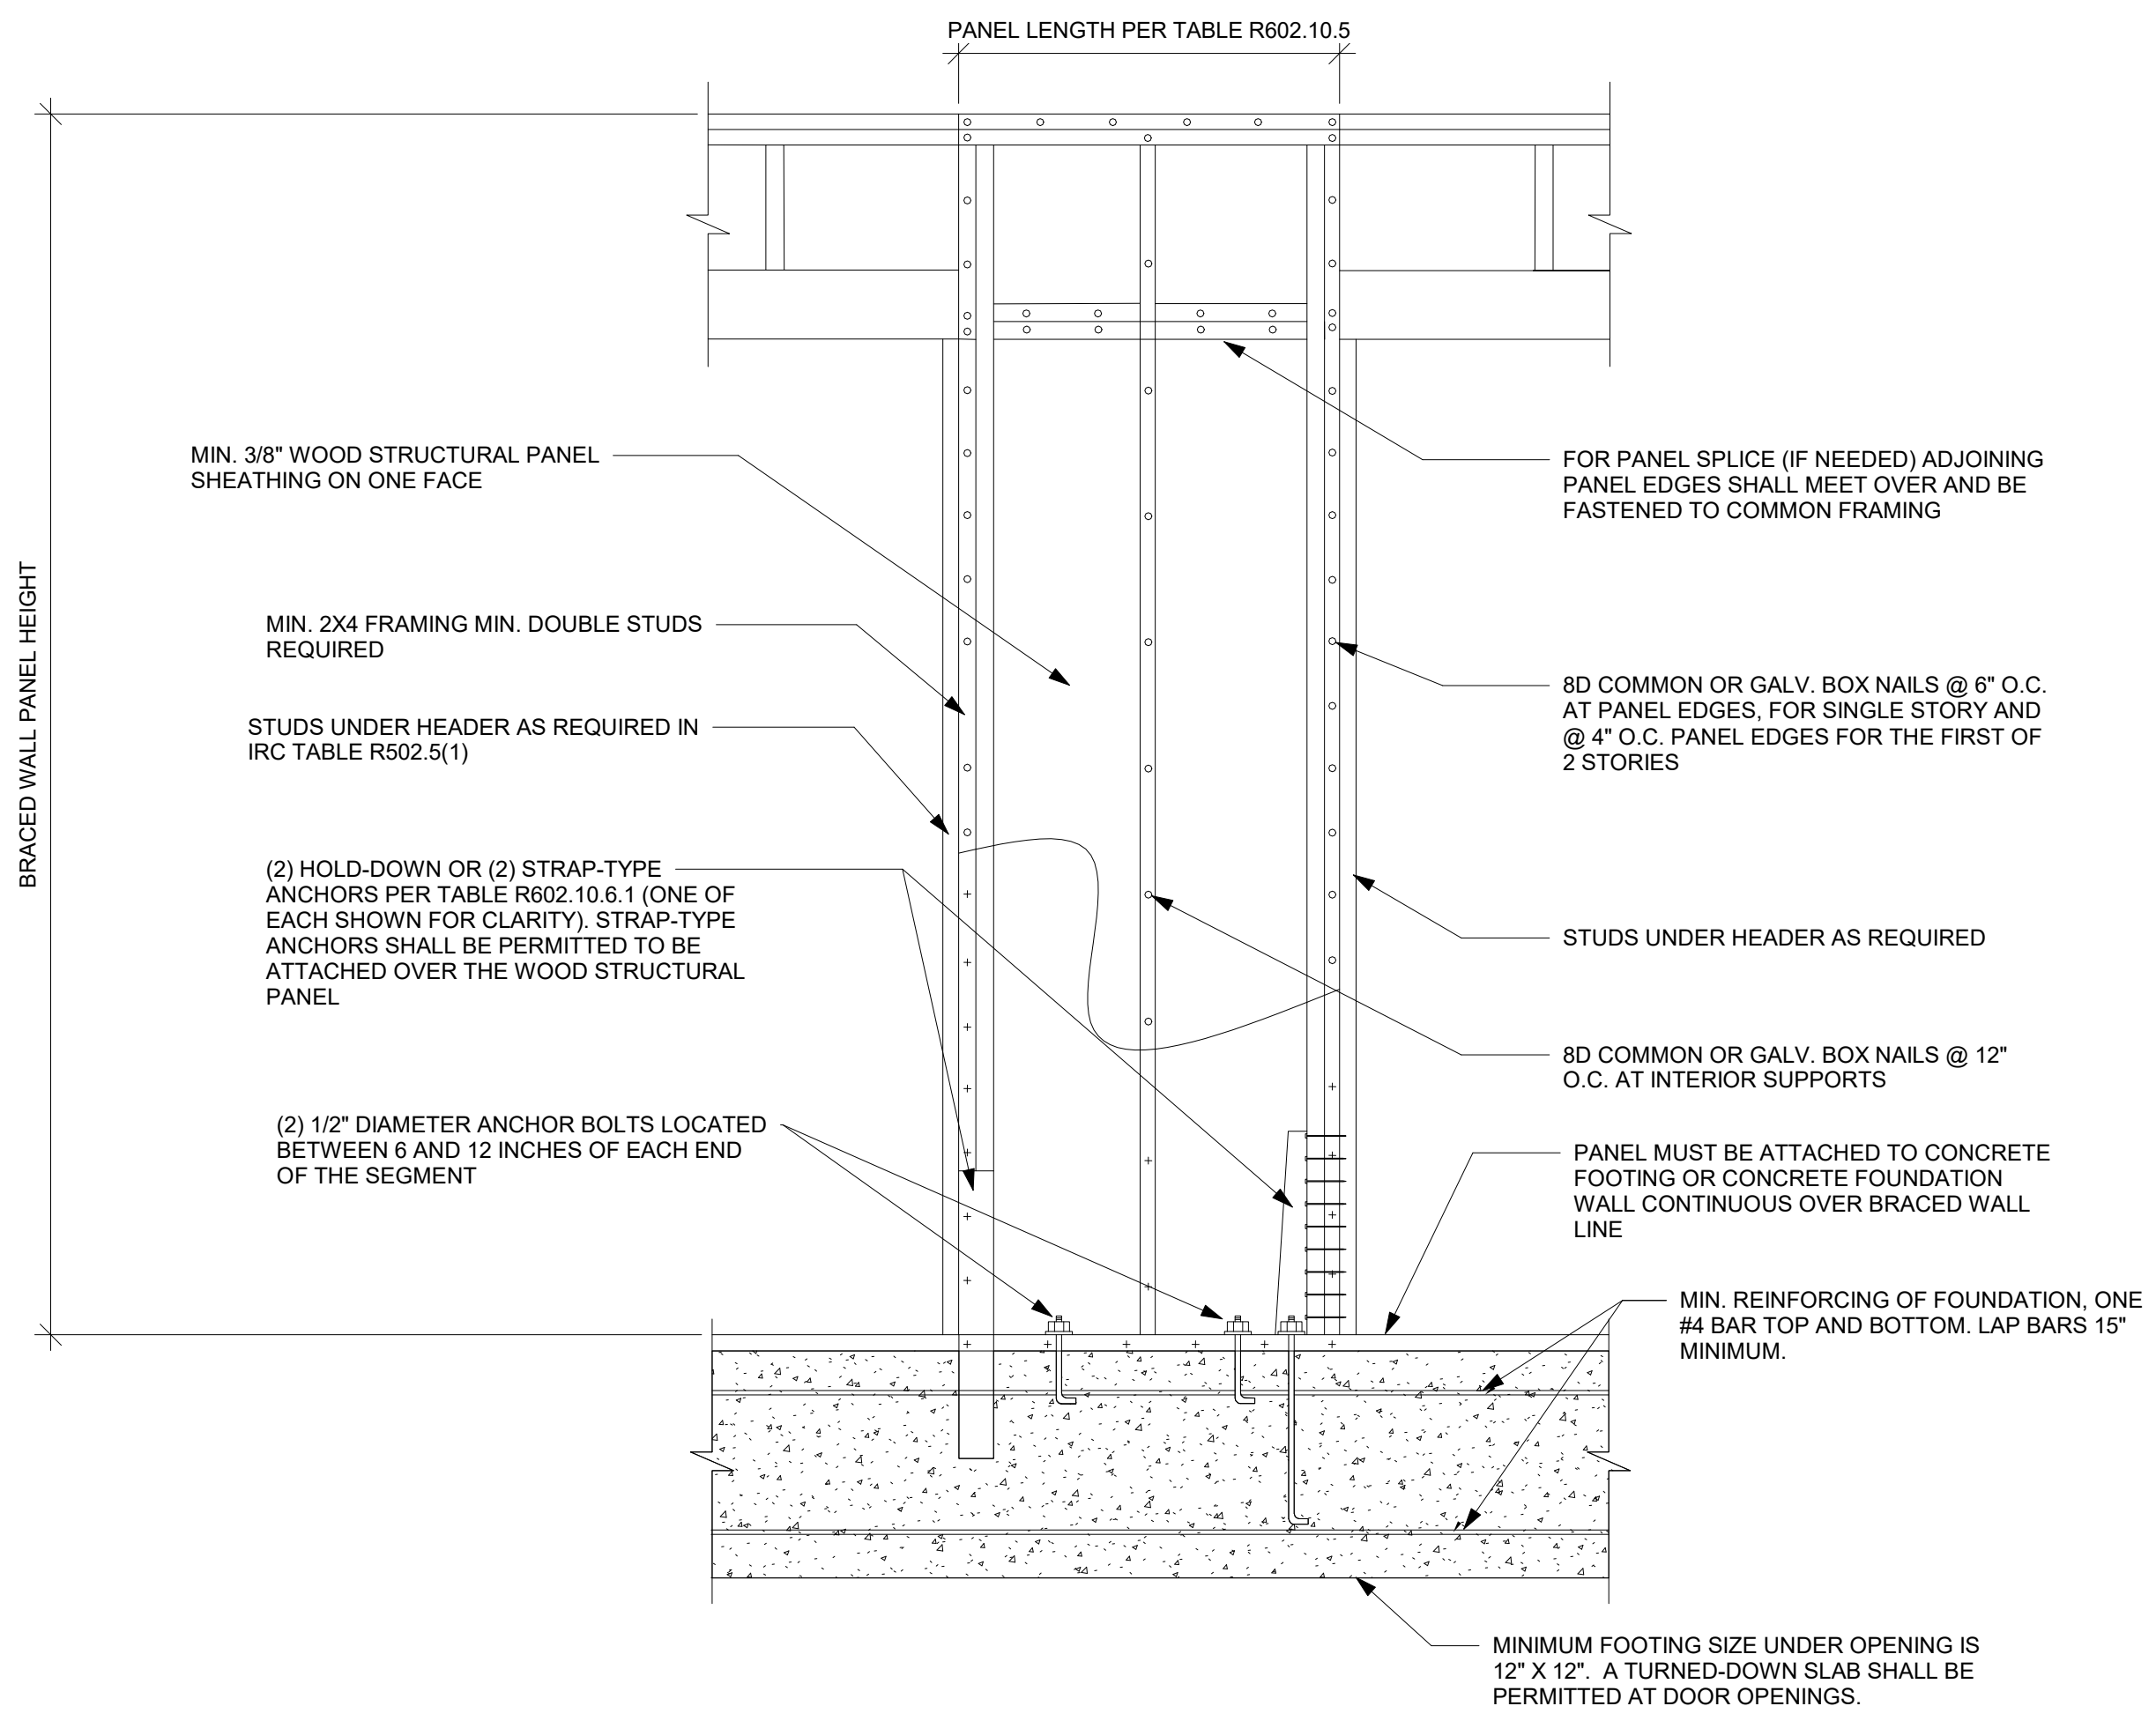 PANEL LENGTH PER TABLE R602.10.5
BRACED WALL PANEL HEIGHT
MIN. 3/8" WOOD STRUCTURAL PANEL
SHEATHING ON ONE FACE
MIN. 2X4 FRAMING MIN. DOUBLE STUDS
REQUIRED
STUDS UNDER HEADER AS REQUIRED IN
IRC TABLE R502.5(1)
(2) HOLD-DOWN OR (2) STRAP-TYPE
ANCHORS PER TABLE R602.10.6.1 (ONE OF
EACH SHOWN FOR CLARITY). STRAP-TYPE
ANCHORS SHALL BE PERMITTED TO BE
ATTACHED OVER THE WOOD STRUCTURAL
PANEL
(2) 1/2" DIAMETER ANCHOR BOLTS LOCATED
BETWEEN 6 AND 12 INCHES OF EACH END
OF THE SEGMENT
FOR PANEL SPLICE (IF NEEDED) ADJOINING
PANEL EDGES SHALL MEET OVER AND BE
FASTENED TO COMMON FRAMING
8D COMMON OR GALV. BOX NAILS @ 6" O.C.
AT PANEL EDGES, FOR SINGLE STORY AND
@ 4" O.C. PANEL EDGES FOR THE FIRST OF
2 STORIES
STUDS UNDER HEADER AS REQUIRED
8D COMMON OR GALV. BOX NAILS @ 12"
O.C. AT INTERIOR SUPPORTS
PANEL MUST BE ATTACHED TO CONCRETE
FOOTING OR CONCRETE FOUNDATION
WALL CONTINUOUS OVER BRACED WALL
LINE
MIN. REINFORCING OF FOUNDATION, ONE
#4 BAR TOP AND BOTTOM. LAP BARS 15"
MINIMUM.
MINIMUM FOOTING SIZE UNDER OPENING IS
12" X 12". A TURNED-DOWN SLAB SHALL BE
PERMITTED AT DOOR OPENINGS.